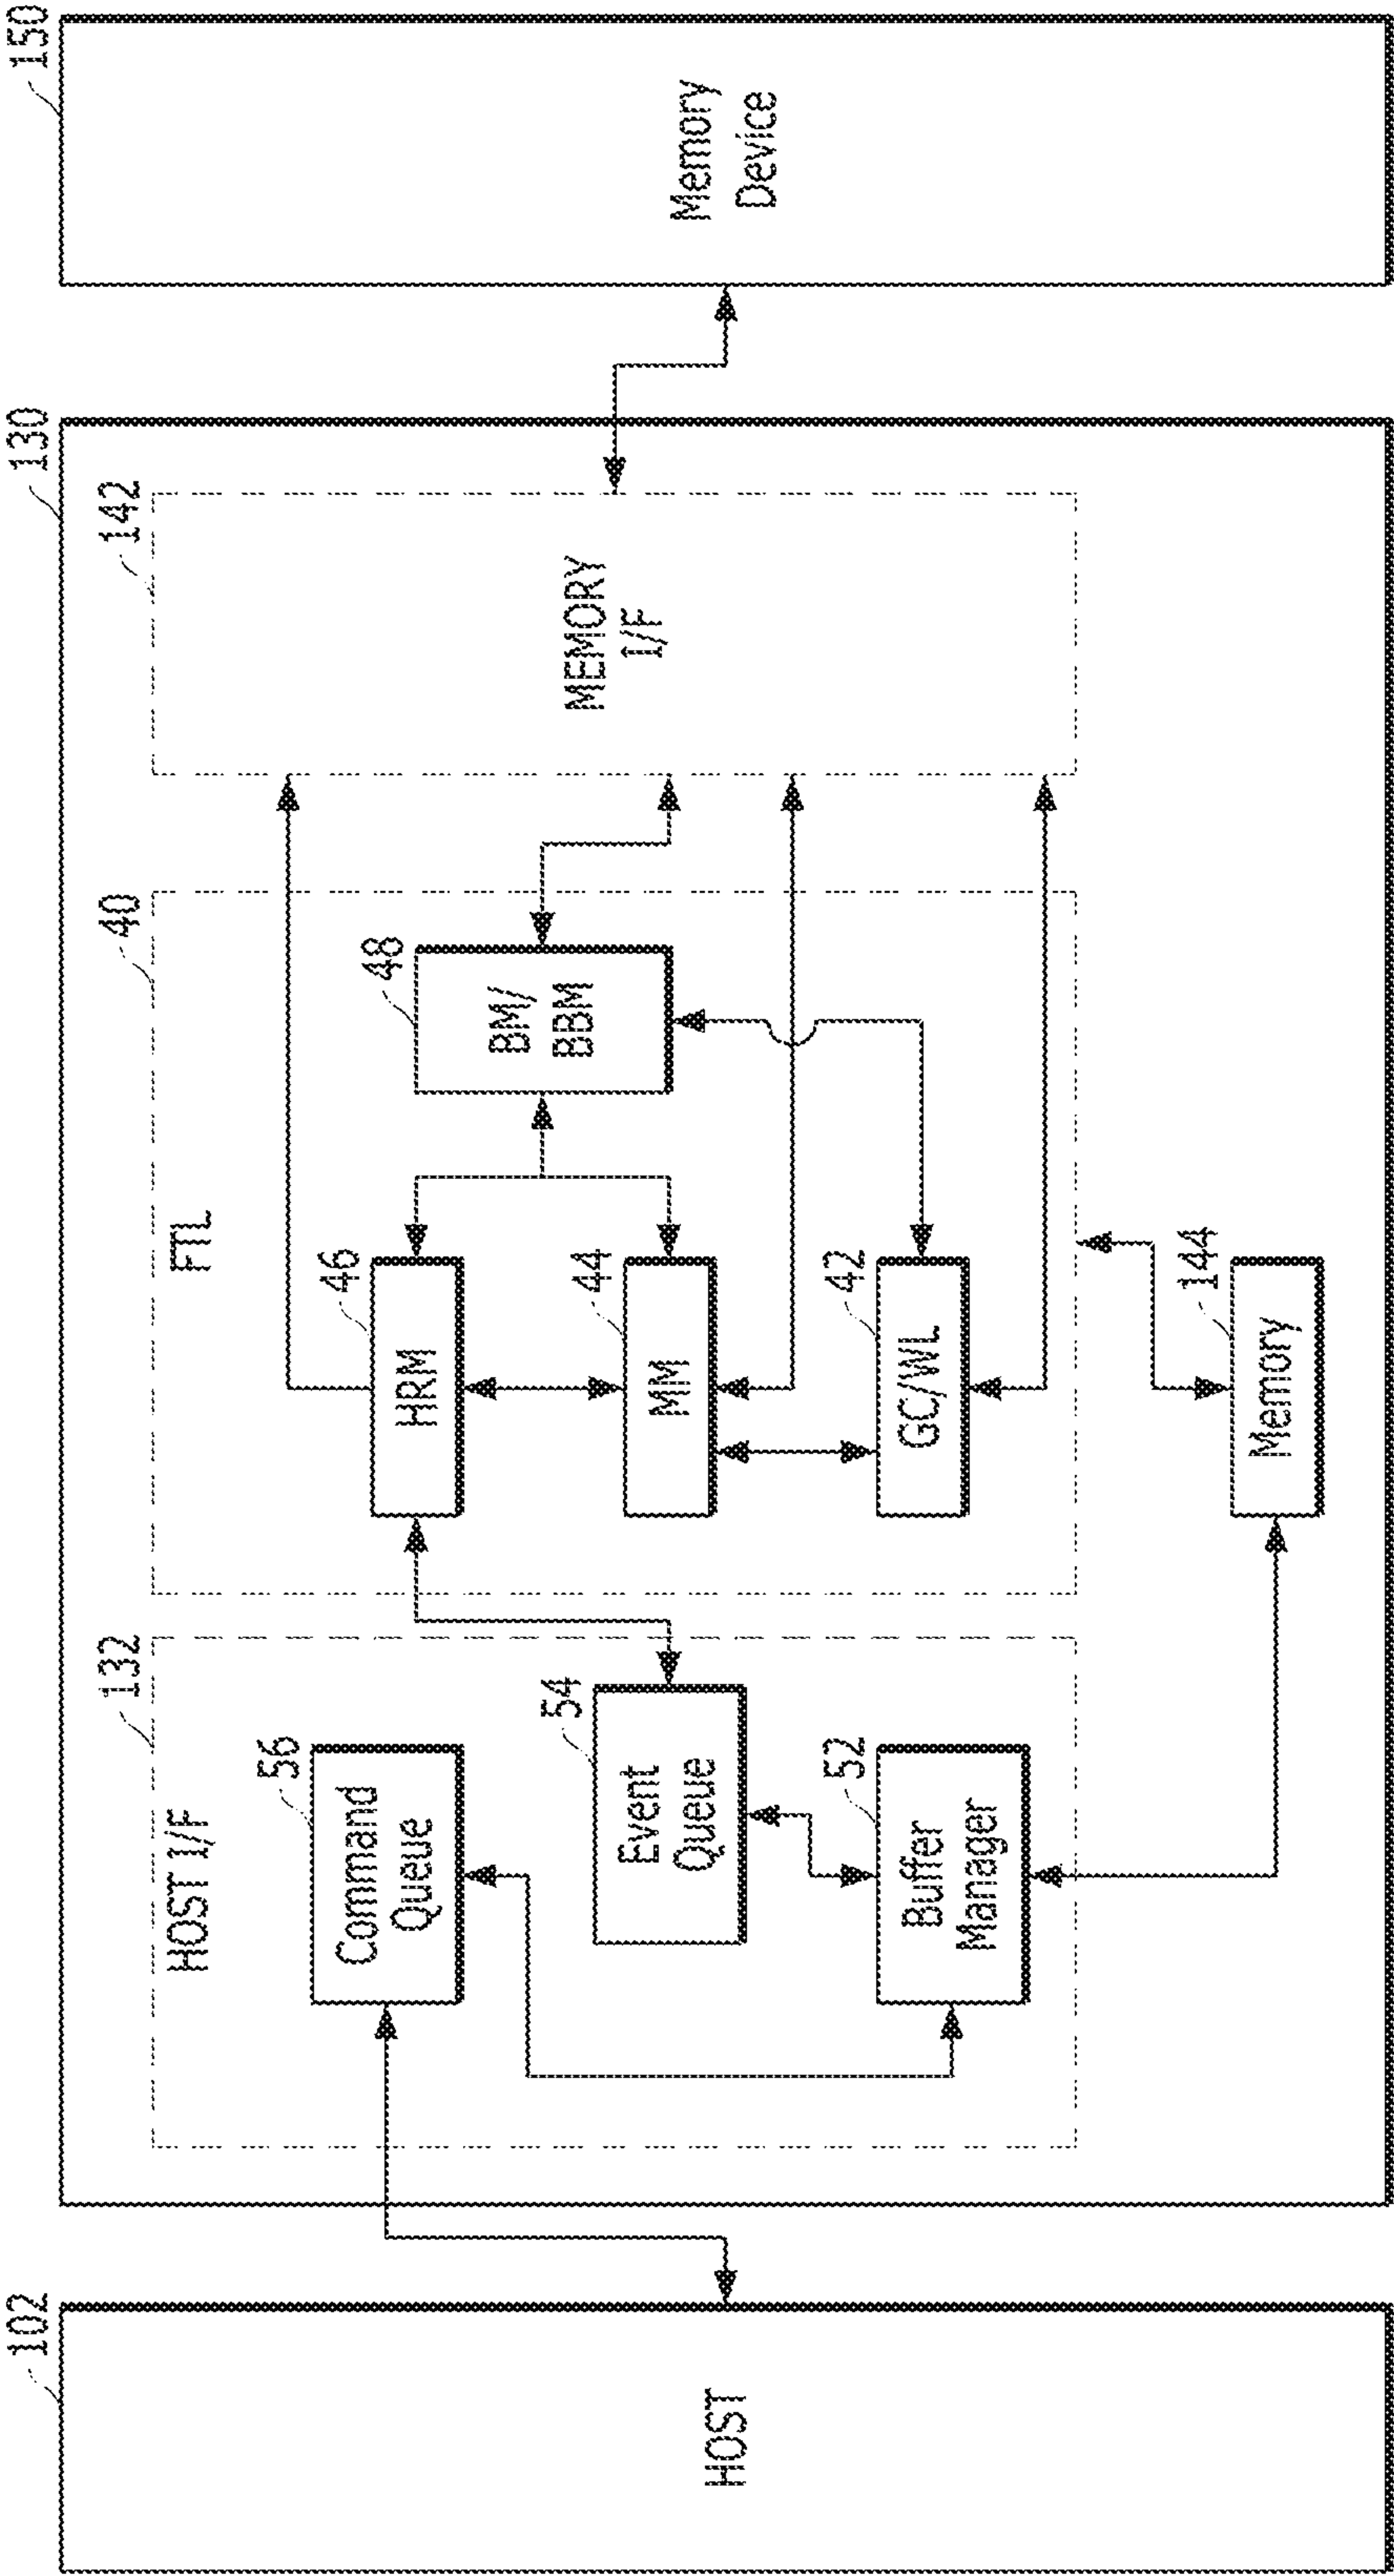 102
HOST
130
132
HOST I/F
56
Command
Queue
54
Event
Queue
52
Buffer
Manager
40
FTL
46
HRM
44
MM
42
GC/WL
48
BM/
BBM
144
Memory
142
MEMORY
I/F
150
Memory
Device